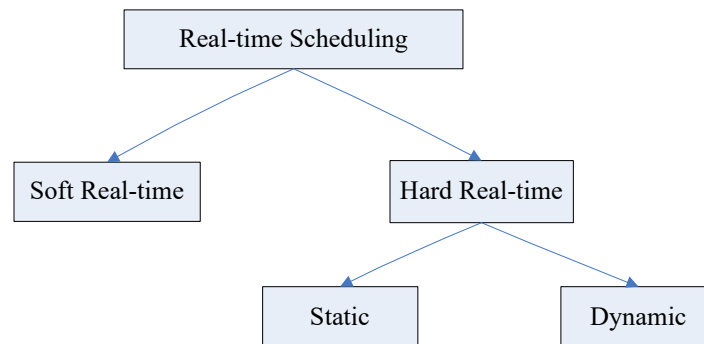 Real-time Scheduling
Soft Real-time
Hard Real-time
Static
Dynamic